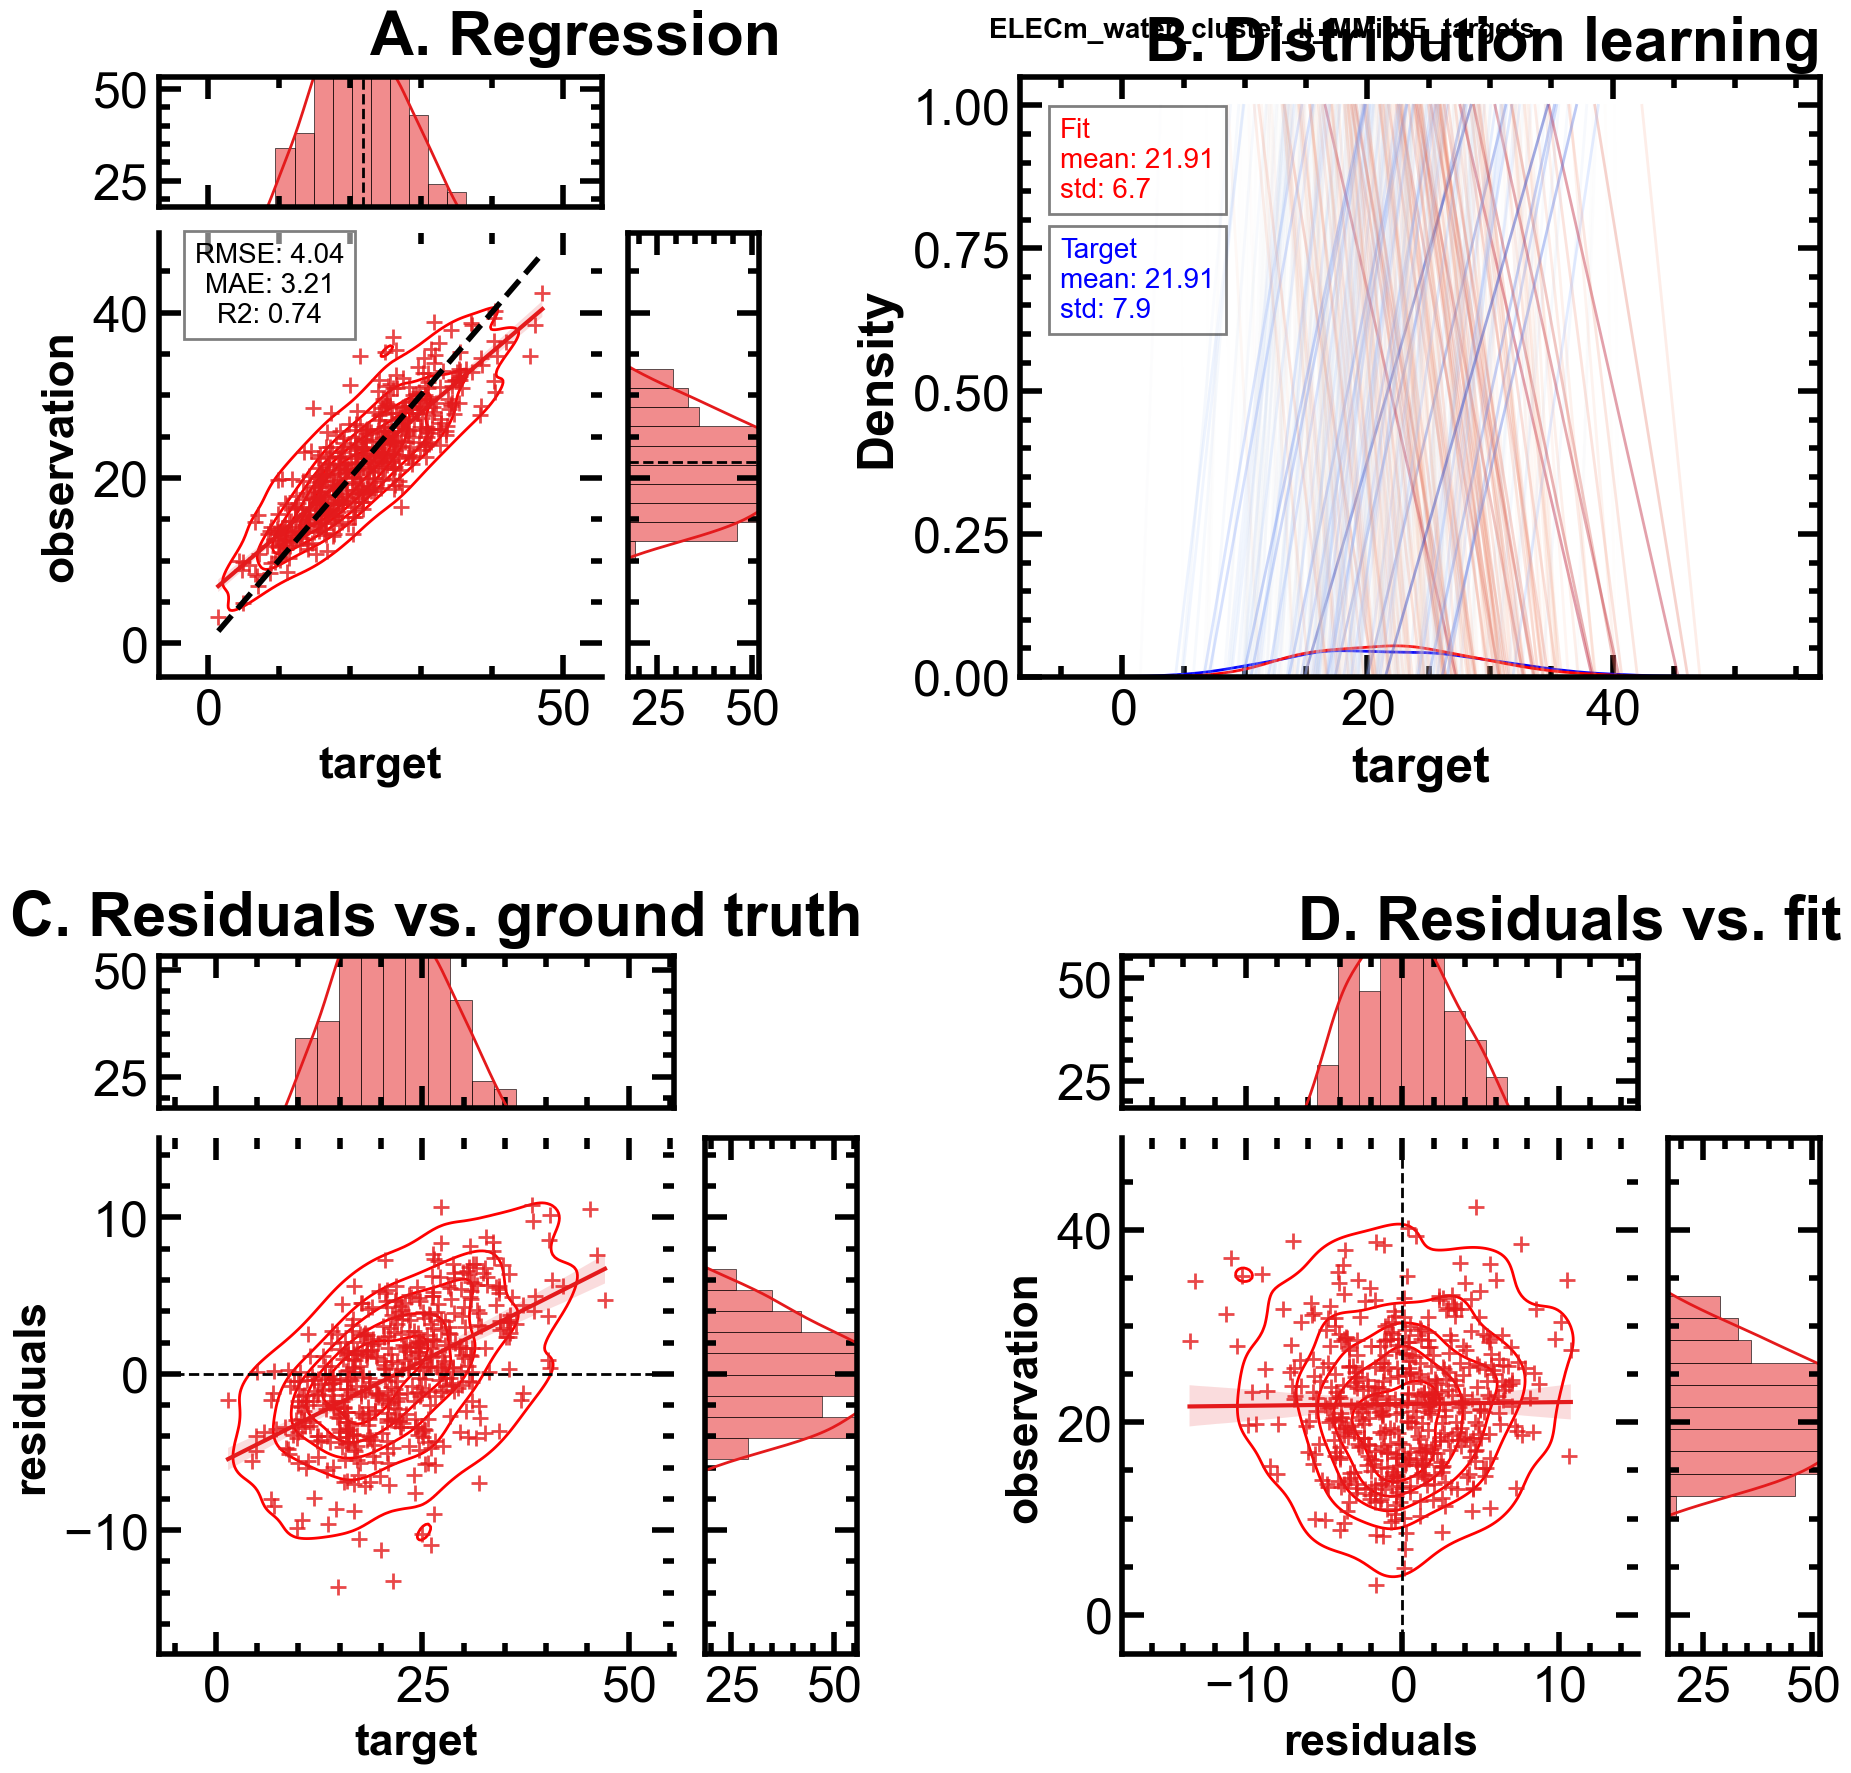 A. Regression
50
25
RMSE: 4.04
MAE: 3.21
R2: 0.74
40
20
0
observation
0
50
25
50
target
B. Distribution learning
1.00
0.75
0.50
0.25
0.00
Density
Fit
mean: 21.91
std: 6.7
Target
mean: 21.91
std: 7.9
0
20
40
target
C. Residuals vs. ground truth
50
25
10
0
−10
residuals
0
25
50
25
50
target
D. Residuals vs. fit
50
25
40
20
0
observation
−10
0
10
25
50
residuals